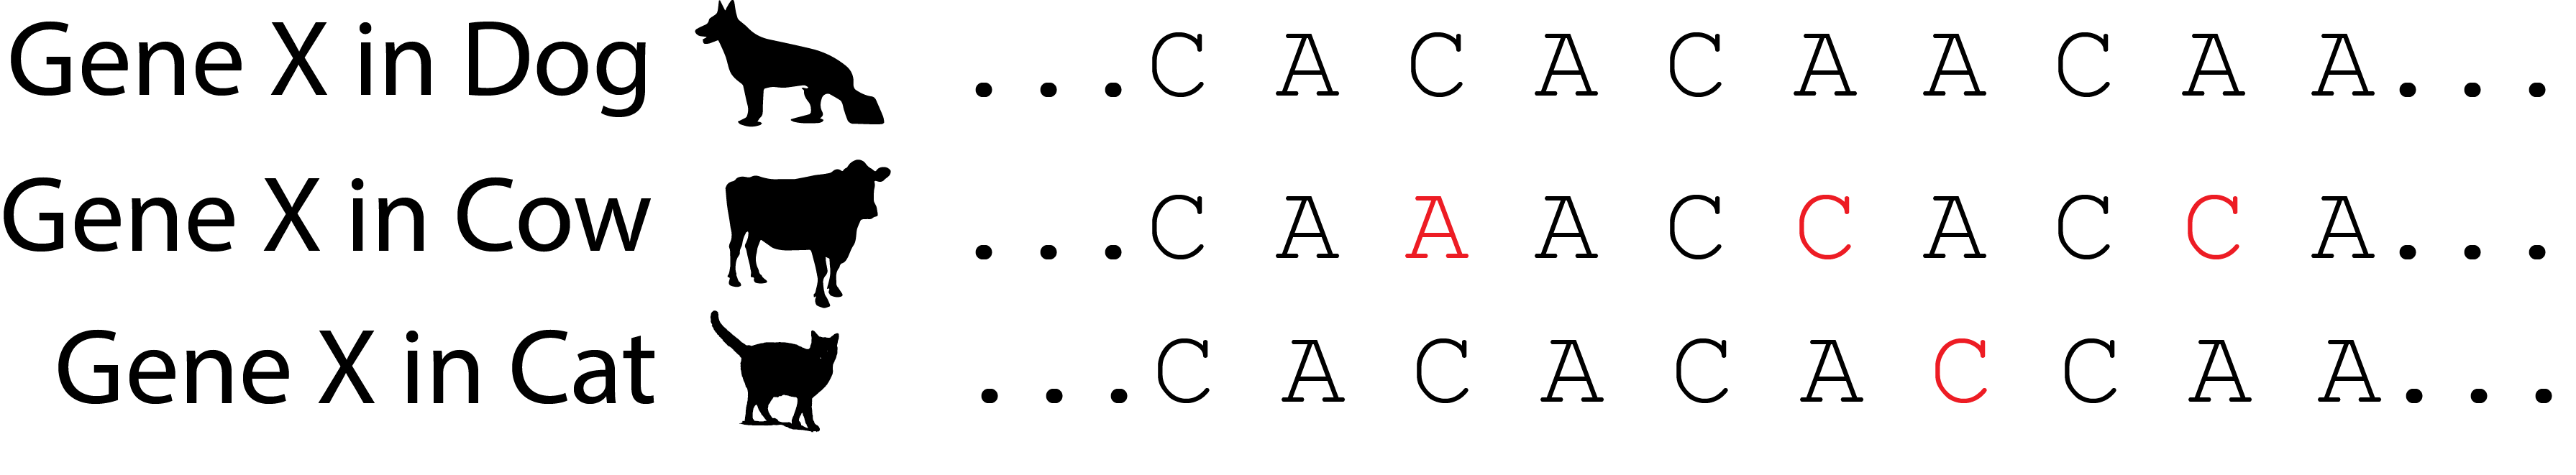 Gene X in Dog ...C A C A C A A C A A...
Gene X in Cow ...C A A A C C A C C A...
Gene X in Cat ...C A C A C A C C A A...